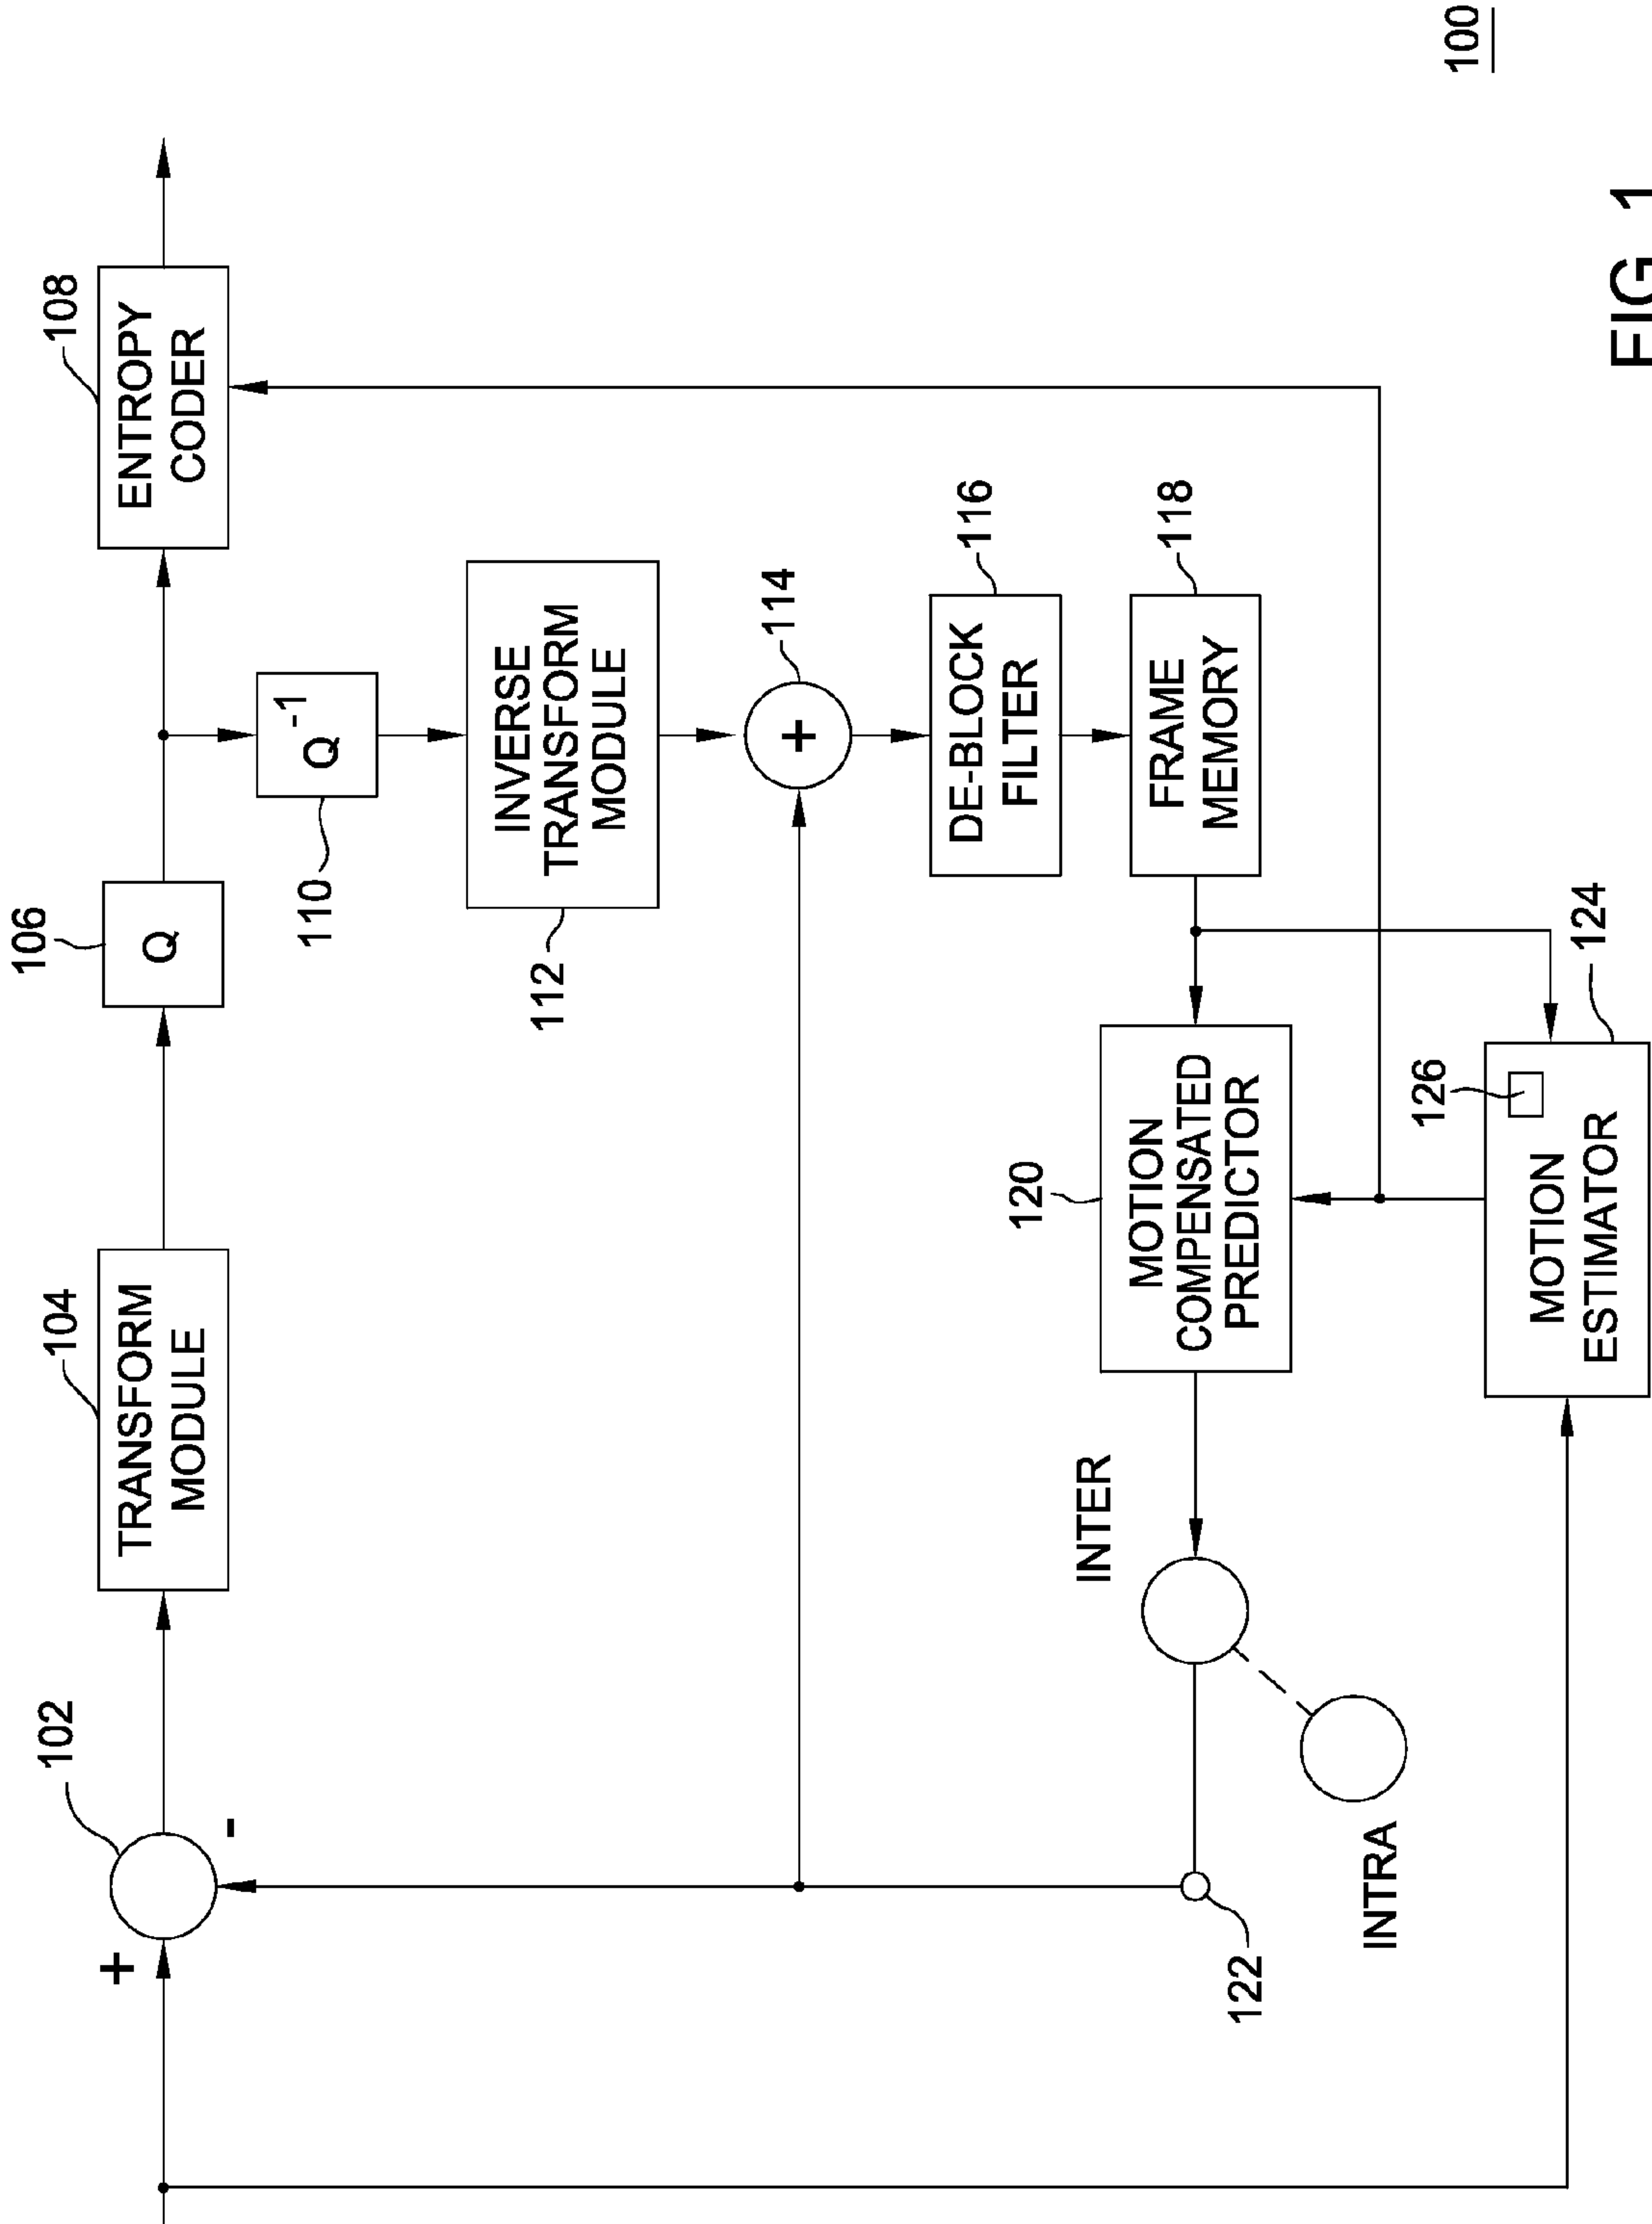 102
+
-
104
TRANSFORM
MODULE
106
Q
108
ENTROPY
CODER
110
Q-1
112
INVERSE
TRANSFORM
MODULE
114
+
DE-BLOCK
FILTER
116
FRAME
MEMORY
118
120
MOTION
COMPENSATED
PREDICTOR
INTER
INTRA
122
126
MOTION
ESTIMATOR
124
100
FIG. 1